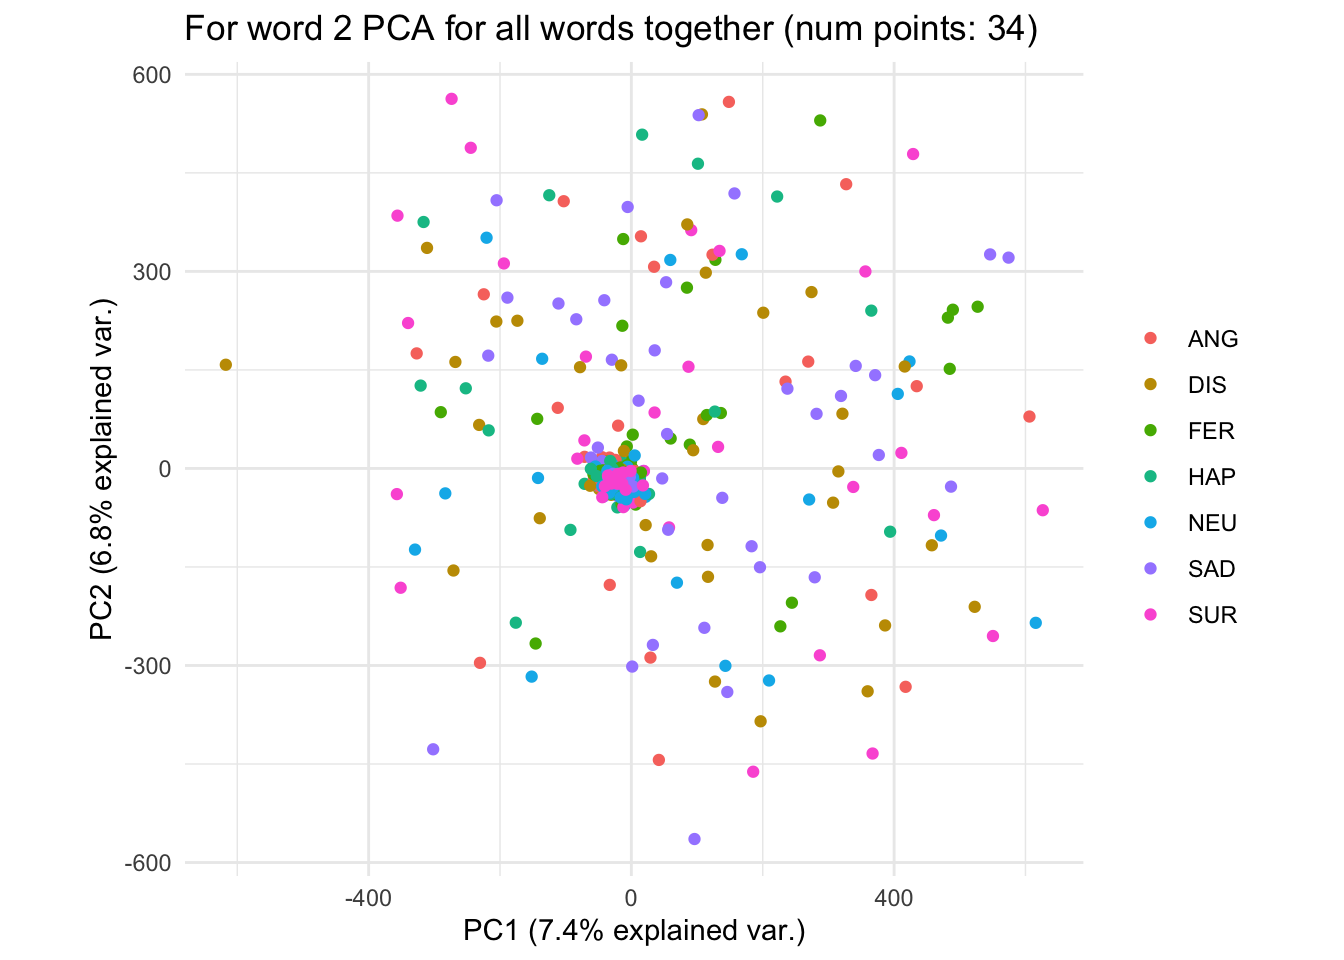 For word 2 PCA for all words together (num points: 34)
600
300
0
-300
-600
-400
0
400
PC1 (7.4% explained var.)
PC2 (6.8% explained var.)
ANG
DIS
FER
HAP
NEU
SAD
SUR